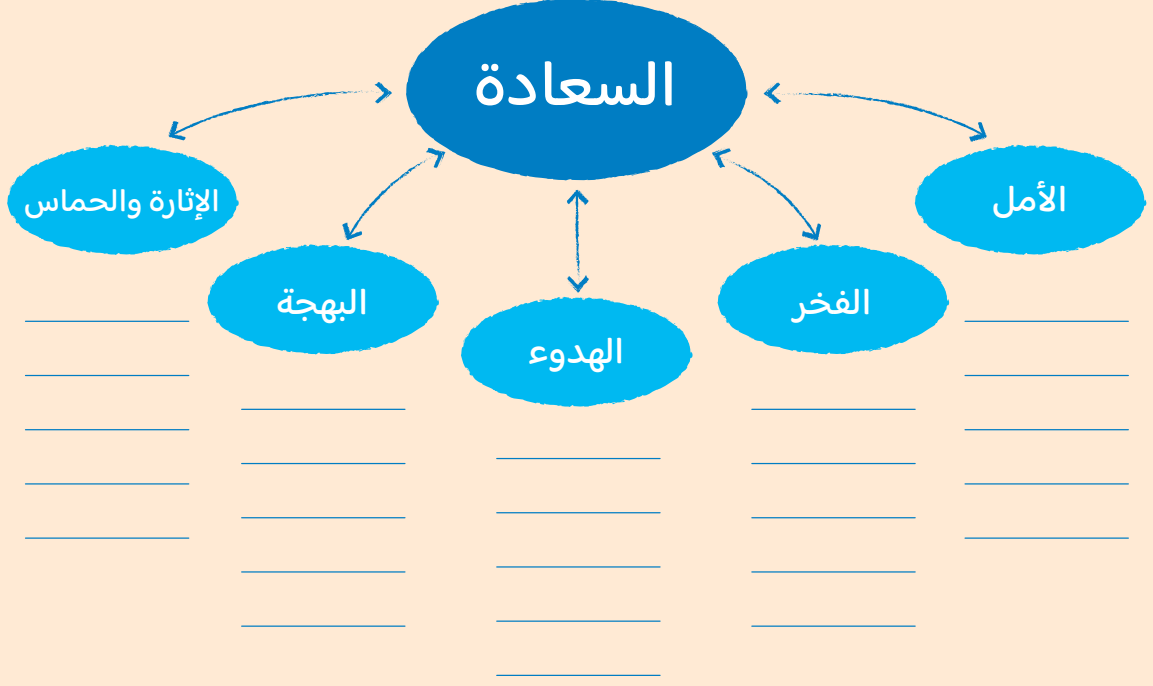 السعادة
الأمل
الفخر
الهدوء
البهجة
الإثارة والحماس